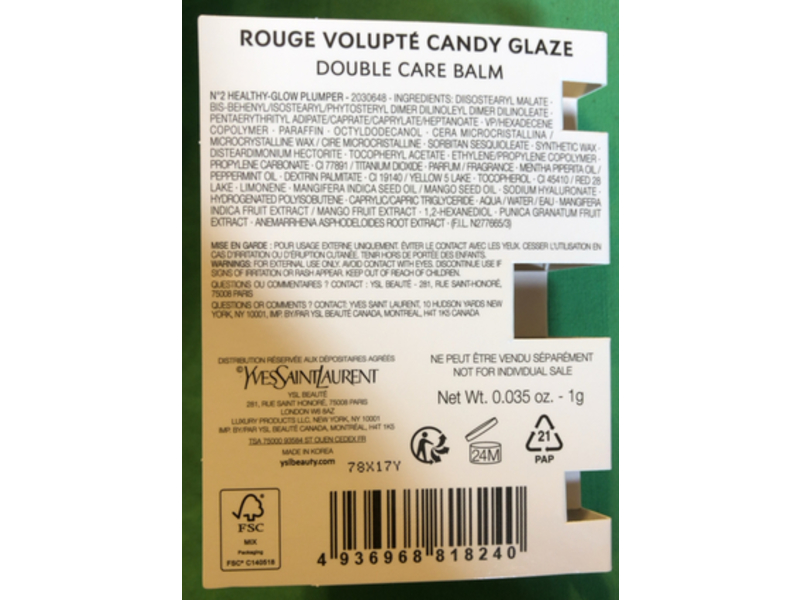 ROUGE VOLUPTÉ CANDY GLAZE
DOUBLE CARE BALM
N°2 HEALTHY-GLOW PLUMPER - 2030648 - INGREDIENTS: DIISOSTEARYL MALATE ·
BIS-BEHENYL/ISOSTEARYL/PHYTOSTERYL DIMER DILINOLEYL DIMER DILINOLEATE ·
PENTAERYTHRITYL ADIPATE/CAPRATE/CAPRYLATE/HEPTANOATE · VP/HEXADECENE
COPOLYMER · PARAFFIN · OCTYLDODECANOL · CERA MICROCRISTALLINA /
MICROCRYSTALLINE WAX / CIRE MICROCRISTALLINE · SORBITAN SESQUIOLEATE · SYNTHETIC WAX ·
DISTEARDIMONIUM HECTORITE · TOCOPHERYL ACETATE · ETHYLENE/PROPYLENE COPOLYMER ·
PROPYLENE CARBONATE · CI 77891 / TITANIUM DIOXIDE · PARFUM / FRAGRANCE · MENTHA PIPERITA OIL /
PEPPERMINT OIL · DEXTRIN PALMITATE · CI 19140 / YELLOW 5 LAKE · TOCOPHEROL · CI 45410 / RED 28
LAKE · LIMONENE · MANGIFERA INDICA SEED OIL / MANGO SEED OIL · SODIUM HYALURONATE ·
HYDROGENATED POLYISOBUTENE · CAPRYLIC/CAPRIC TRIGLYCERIDE · AQUA / WATER / EAU · MANGIFERA
INDICA FRUIT EXTRACT / MANGO FRUIT EXTRACT · 1,2-HEXANEDIOL · PUNICA GRANATUM FRUIT
EXTRACT · ANEMARRHENA ASPHODELOIDES ROOT EXTRACT · (F.I.L. N277665/3)
MISE EN GARDE : POUR USAGE EXTERNE UNIQUEMENT. ÉVITER LE CONTACT AVEC LES YEUX. CESSER L'UTILISATION EN
CAS D'IRRITATION OU D'ÉRUPTION CUTANÉE. TENIR HORS DE PORTÉE DES ENFANTS.
WARNINGS: FOR EXTERNAL USE ONLY. AVOID CONTACT WITH EYES. DISCONTINUE USE IF
SIGNS OF IRRITATION OR RASH APPEAR. KEEP OUT OF REACH OF CHILDREN.
QUESTIONS OU COMMENTAIRES ? CONTACT : YSL BEAUTÉ - 281, RUE SAINT-HONORÉ,
75008 PARIS
QUESTIONS OR COMMENTS ? CONTACT: YVES SAINT LAURENT, 10 HUDSON YARDS NEW
YORK, NY 10001, IMP. BY/PAR YSL BEAUTÉ CANADA, MONTREAL, H4T 1K5 CANADA
DISTRIBUTION RÉSERVÉE AUX DÉPOSITAIRES AGRÉÉS
©YVESSAINTLAURENT
YSL BEAUTÉ
281, RUE SAINT HONORÉ, 75008 PARIS
LONDON W6 8AZ
LUXURY PRODUCTS LLC, NEW YORK, NY 10001
IMP. BY/PAR YSL BEAUTÉ CANADA, MONTRÉAL, H4T 1K5
TSA 75000 93584 ST OUEN CEDEX FR
MADE IN KOREA
yslbeauty.com
78X17Y
NE PEUT ÊTRE VENDU SÉPARÉMENT
NOT FOR INDIVIDUAL SALE
Net Wt. 0.035 oz. - 1g
24M
21
PAP
FSC
MIX
Packaging
FSC® C140518
4 936968 818240